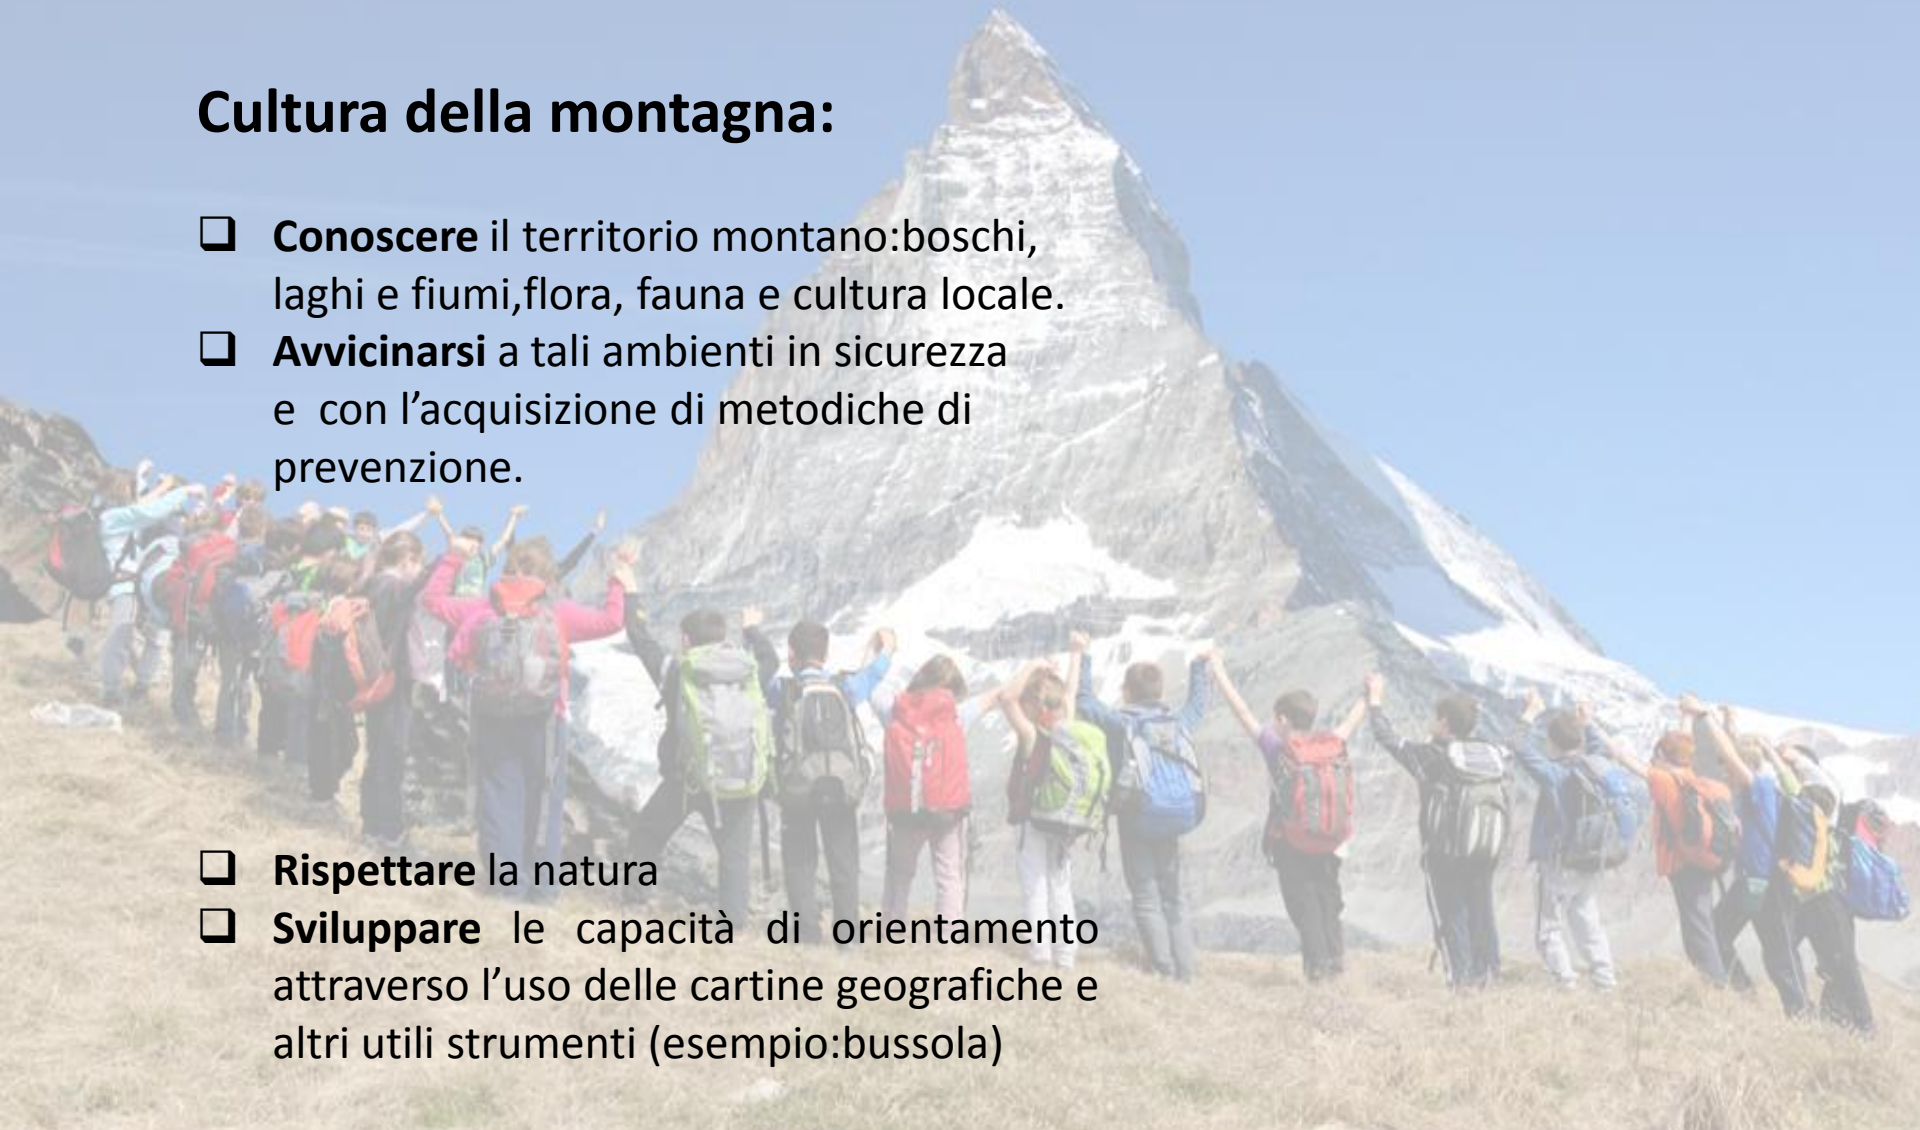 Cultura della montagna:
❑ Conoscere il territorio montano:boschi,
laghi e fiumi,flora, fauna e cultura locale.
❑ Avvicinarsi a tali ambienti in sicurezza
e con l’acquisizione di metodiche di
prevenzione.
❑ Rispettare la natura
❑ Sviluppare le capacità di orientamento
attraverso l’uso delle cartine geografiche e
altri utili strumenti (esempio:bussola)